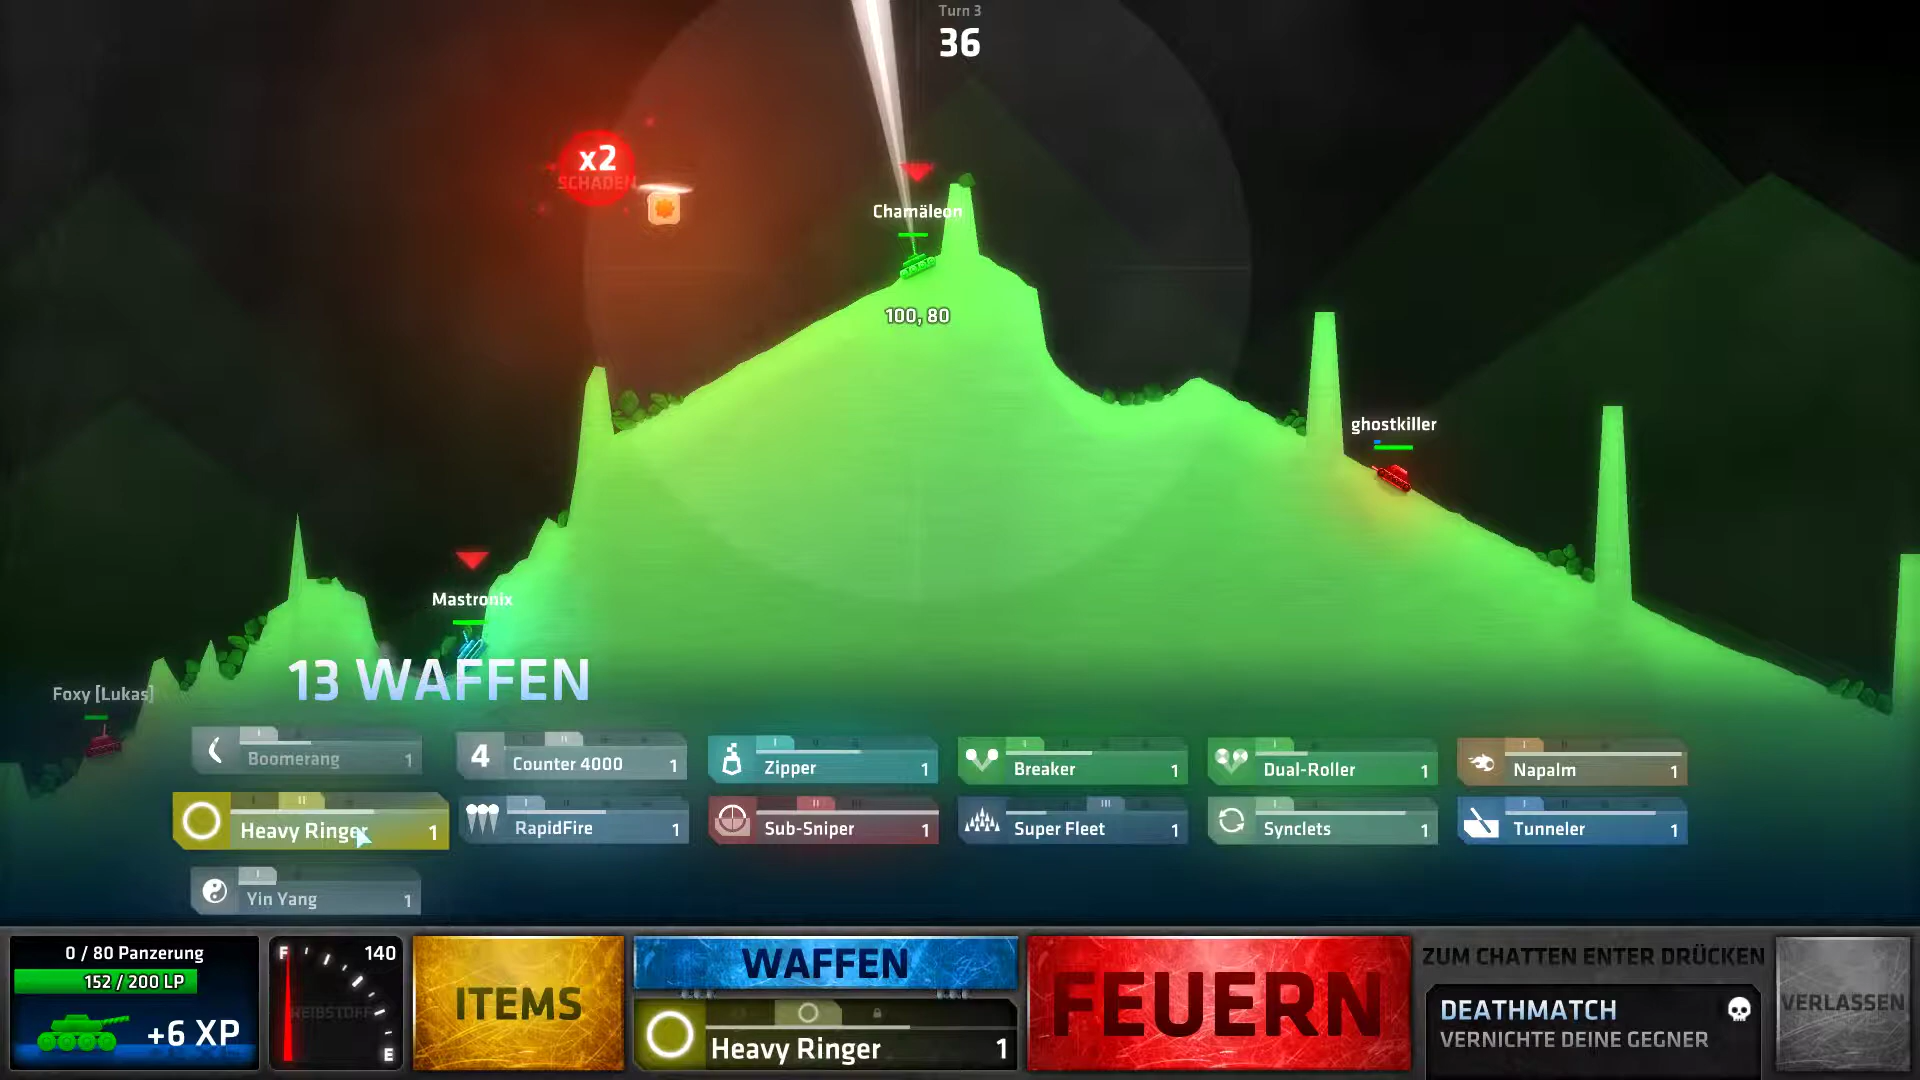 Turn 3
36
x2
SCHADEN
Chamäleon
100, 80
ghostkiller
Mastronix
Foxy [Lukas]
13 WAFFEN
Boomerang 1
4 Counter 4000 1
Zipper 1
Breaker 1
Dual-Roller 1
Napalm 1
Heavy Ringer 1
RapidFire 1
Sub-Sniper 1
Super Fleet 1
Synclets 1
Tunneler 1
Yin Yang 1
0 / 80 Panzerung
152 / 200 LP
+6 XP
F 140
E
ITEMS
WAFFEN
Heavy Ringer 1
FEUERN
ZUM CHATTEN ENTER DRÜCKEN
DEATHMATCH
VERNICHTE DEINE GEGNER
VERLASSEN